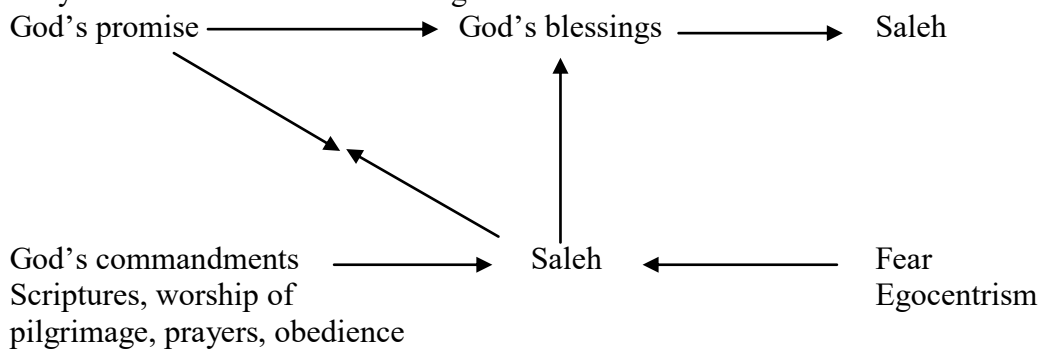 God’s promise God’s blessings Saleh
God’s commandments Saleh Fear
Scriptures, worship of Egocentrism
pilgrimage, prayers, obedience